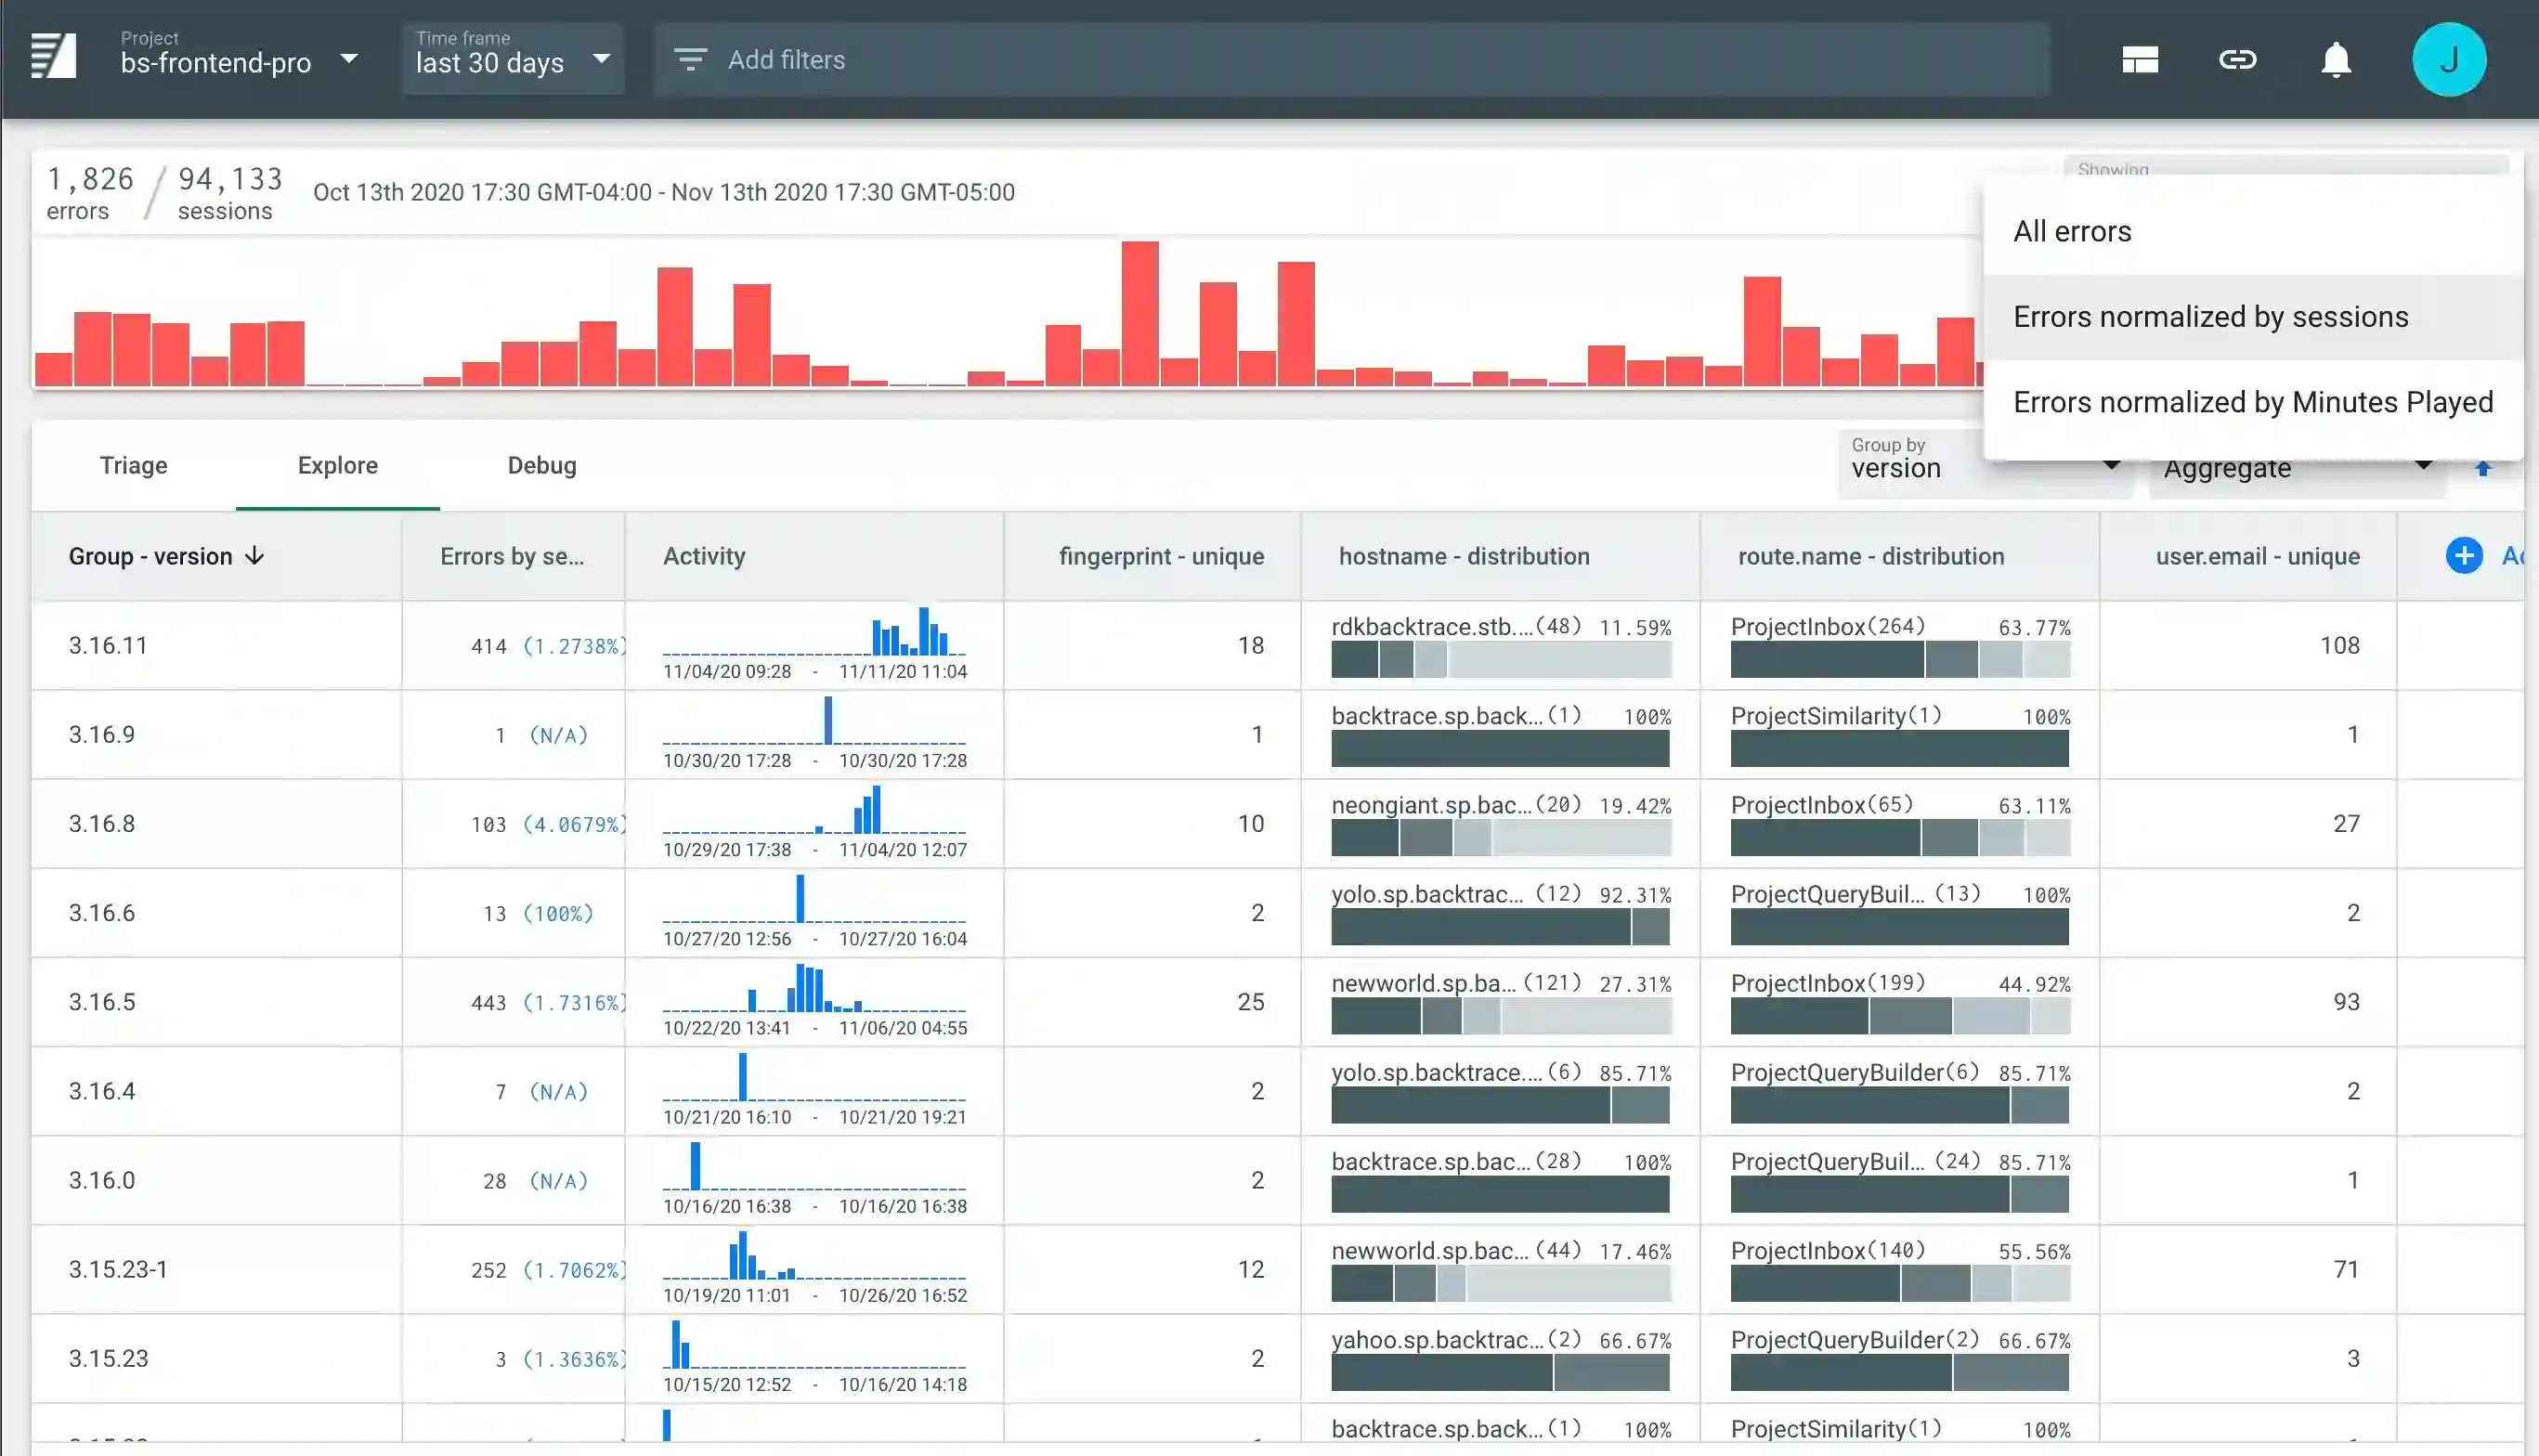 Project
bs-frontend-pro
Time frame
last 30 days
Add filters
J
1,826
errors
94,133
sessions
Oct 13th 2020 17:30 GMT-04:00 - Nov 13th 2020 17:30 GMT-05:00
Showing
All errors
Errors normalized by sessions
Errors normalized by Minutes Played
Triage
Explore
Debug
Group by
version
Aggregate
Group - version
Errors by se...
Activity
fingerprint - unique
hostname - distribution
route.name - distribution
user.email - unique
3.16.11
414 (1.2738%)
11/04/20 09:28 - 11/11/20 11:04
18
rdkbacktrace.stb....(48) 11.59%
ProjectInbox(264) 63.77%
108
3.16.9
1 (N/A)
10/30/20 17:28 - 10/30/20 17:28
1
backtrace.sp.back...(1) 100%
ProjectSimilarity(1) 100%
1
3.16.8
103 (4.0679%)
10/29/20 17:38 - 11/04/20 12:07
10
neongiant.sp.bac...(20) 19.42%
ProjectInbox(65) 63.11%
27
3.16.6
13 (100%)
10/27/20 12:56 - 10/27/20 16:04
2
yolo.sp.backtrac... (12) 92.31%
ProjectQueryBuil... (13) 100%
2
3.16.5
443 (1.7316%)
10/22/20 13:41 - 11/06/20 04:55
25
newworld.sp.ba... (121) 27.31%
ProjectInbox(199) 44.92%
93
3.16.4
7 (N/A)
10/21/20 16:10 - 10/21/20 19:21
2
yolo.sp.backtrace....(6) 85.71%
ProjectQueryBuilder(6) 85.71%
2
3.16.0
28 (N/A)
10/16/20 16:38 - 10/16/20 16:38
2
backtrace.sp.bac...(28) 100%
ProjectQueryBuil... (24) 85.71%
1
3.15.23-1
252 (1.7062%)
10/19/20 11:01 - 10/26/20 16:52
12
newworld.sp.bac...(44) 17.46%
ProjectInbox(140) 55.56%
71
3.15.23
3 (1.3636%)
10/15/20 12:52 - 10/16/20 14:18
2
yahoo.sp.backtrac...(2) 66.67%
ProjectQueryBuilder(2) 66.67%
3
backtrace.sp.back...(1) 100%
ProjectSimilarity(1) 100%